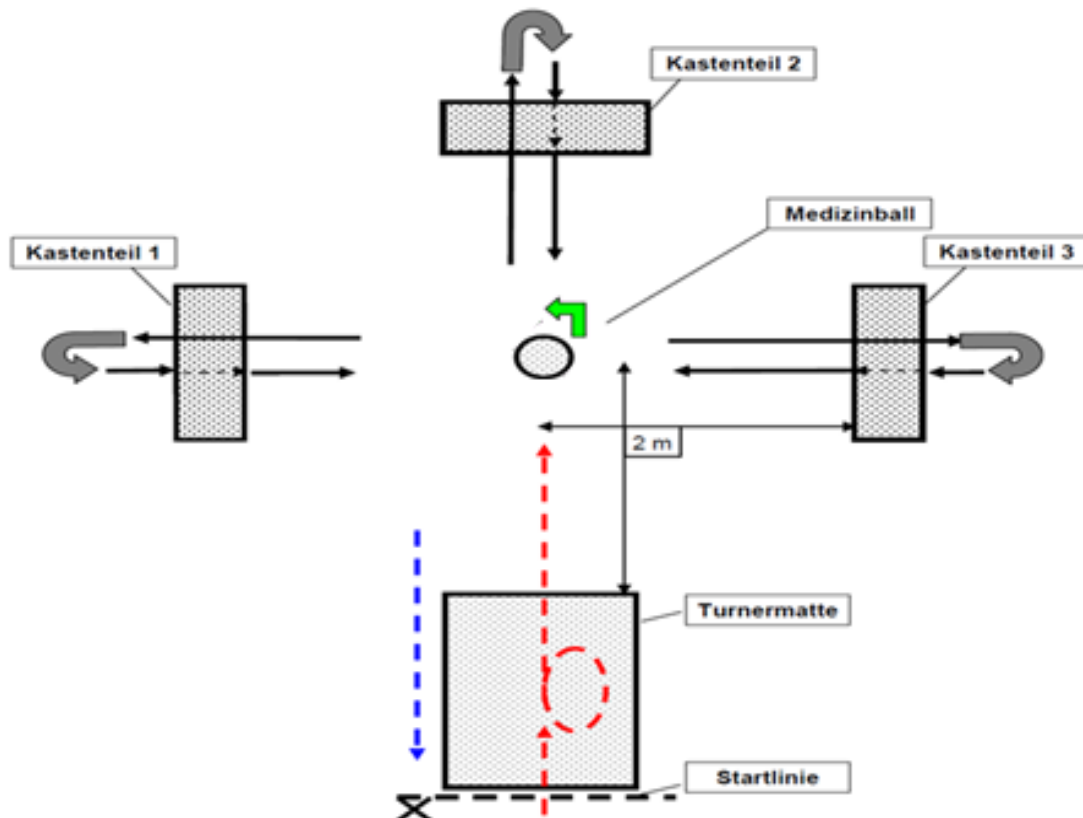 Kastenteil 2
Medizinball
Kastenteil 1
Kastenteil 3
2 m
Turnermatte
Startlinie
X